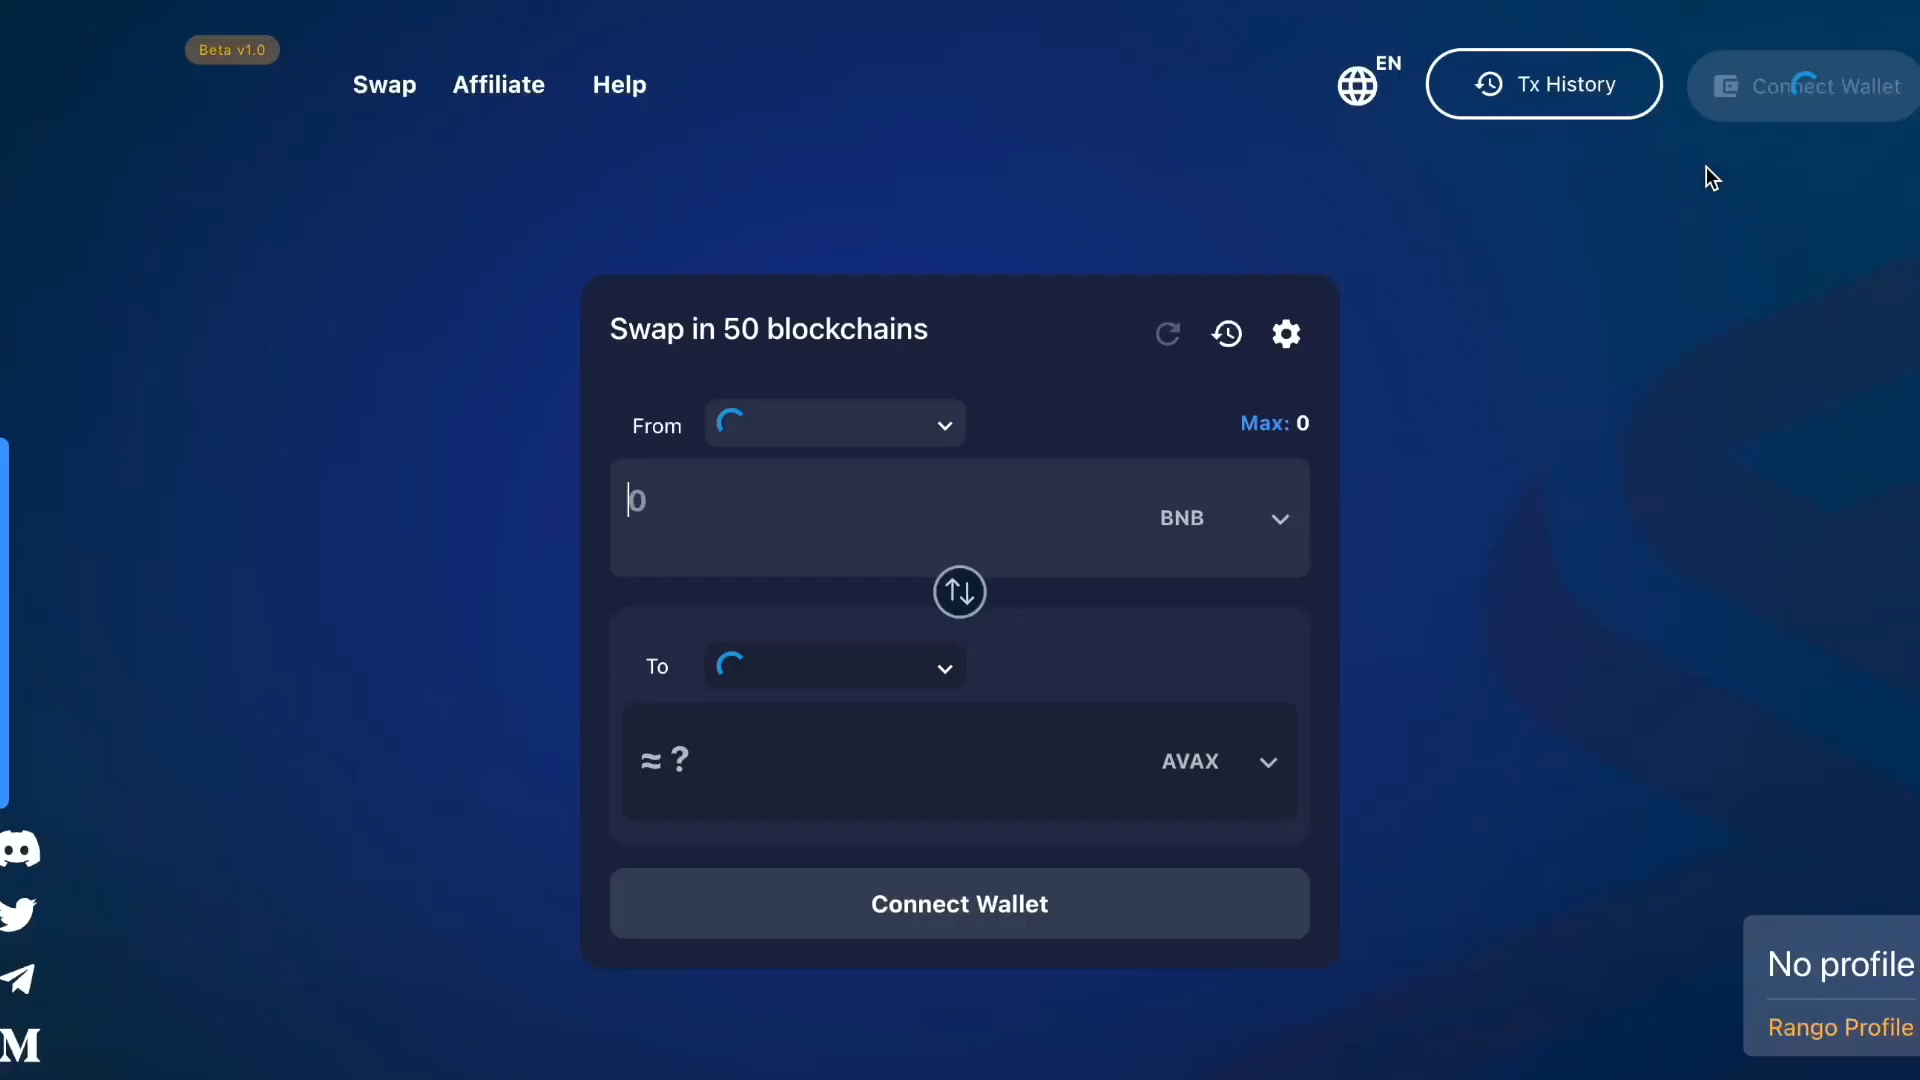 Beta v1.0
Swap Affiliate Help
EN
Tx History
Connect Wallet
Swap in 50 blockchains
From
Max: 0
0
BNB
To
≈ ?
AVAX
Connect Wallet
No profile
Rango Profile